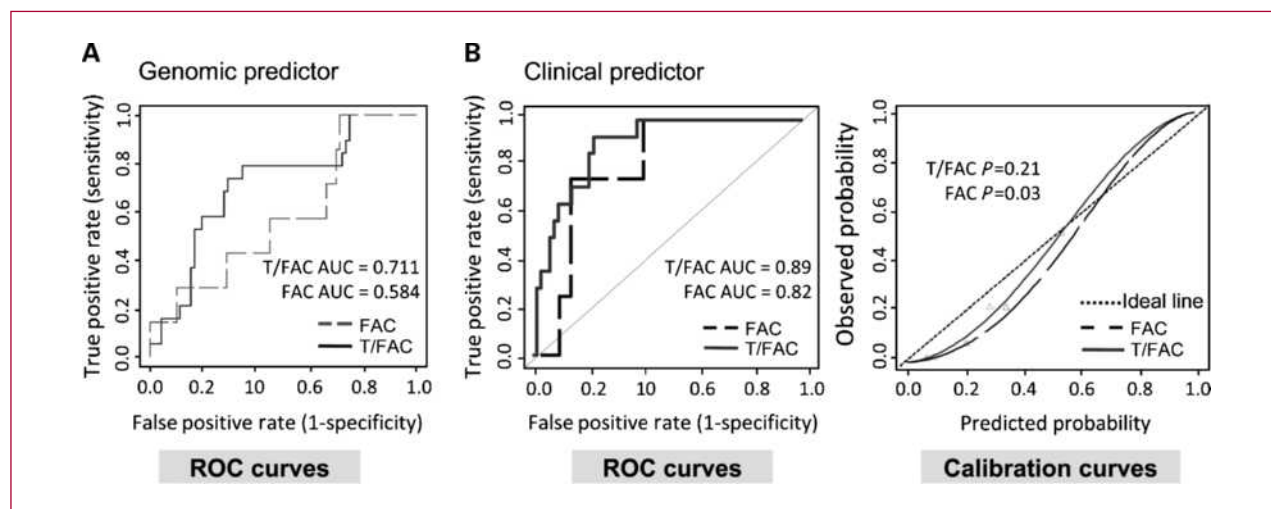 A
Genomic predictor
True positive rate (sensitivity)
1.0
0.8
0.6
0.4
0.2
0.0
T/FAC AUC = 0.711
FAC AUC = 0.584
FAC
T/FAC
0.0 0.2 10 0.6 1.0 1.0
False positive rate (1-specificity)
ROC curves
B
Clinical predictor
True positive rate (sensitivity)
1.0
0.8
0.6
0.4
0.2
0.0
T/FAC AUC = 0.89
FAC AUC = 0.82
FAC
T/FAC
0.0 0.2 10 0.6 1.0 1.0
False positive rate (1-specificity)
ROC curves
Observed probability
1.0
0.8
0.6
0.4
0.2
0.0
T/FAC P=0.21
FAC P=0.03
Ideal line
FAC
T/FAC
0.0 0.2 0.4 0.6 0.8 1.0
Predicted probability
Calibration curves